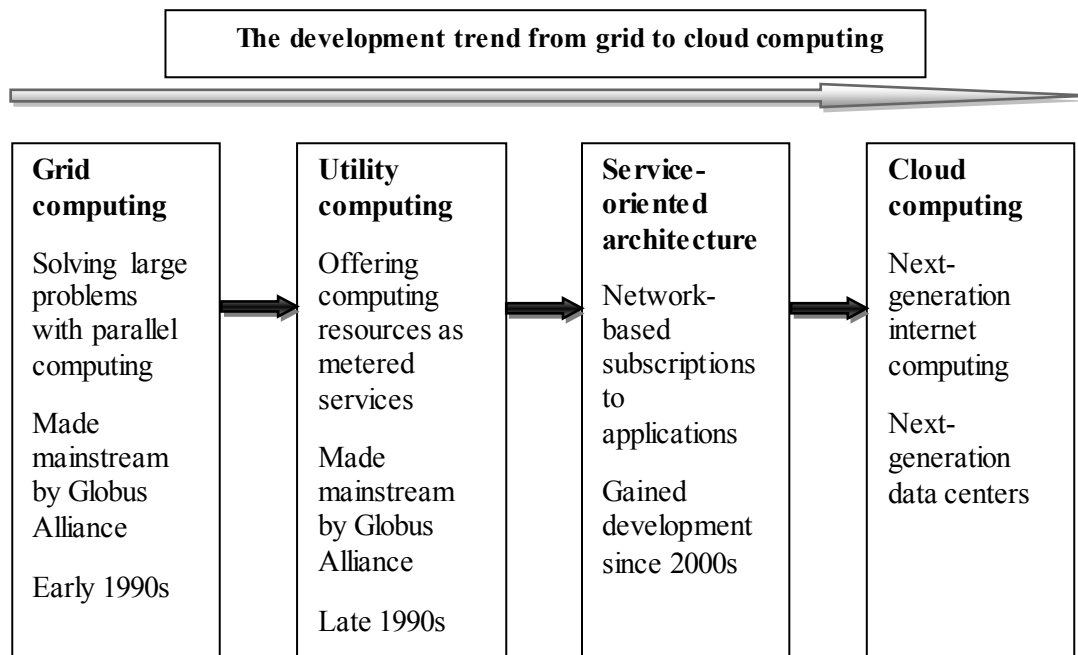 The development trend from grid to cloud computing
Grid
computing
Solving large
problems
with parallel
computing
Made
mainstream
by Globus
Alliance
Early 1990s
Utility
computing
Offering
computing
resources as
metered
services
Made
mainstream
by Globus
Alliance
Late 1990s
Service-
oriented
architecture
Network-
based
subscriptions
to
applications
Gained
development
since 2000s
Cloud
computing
Next-
generation
internet
computing
Next-
generation
data centers